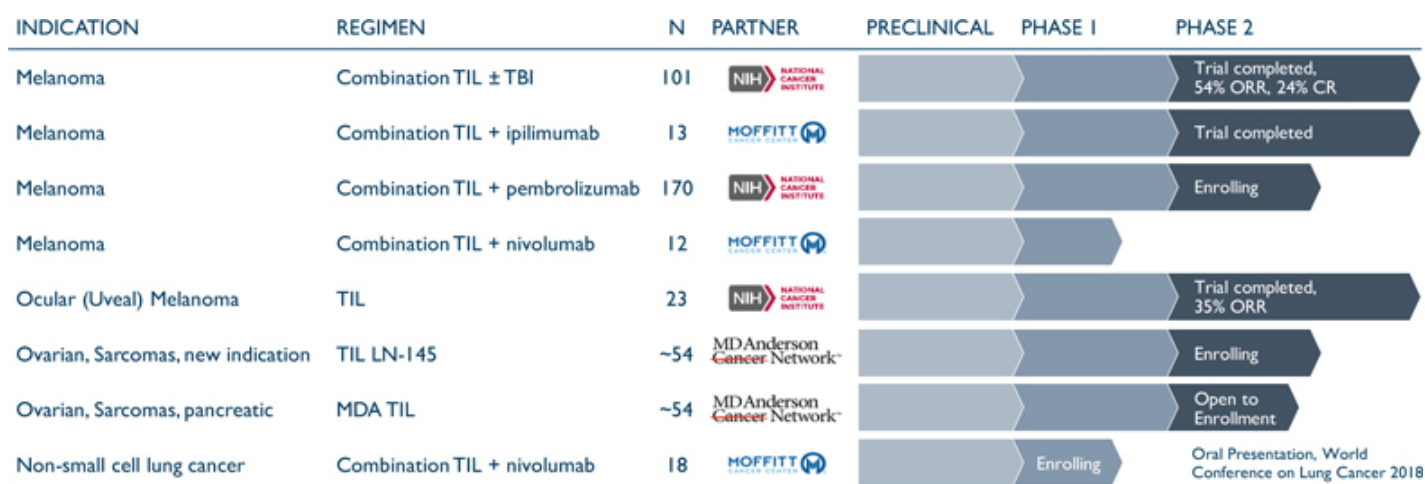 INDICATION REGIMEN N PARTNER PRECLINICAL PHASE 1 PHASE 2
Melanoma Combination TIL ± TBI 101 NIH NATIONAL CANCER INSTITUTE Trial completed, 54% ORR, 24% CR
Melanoma Combination TIL + ipilimumab 13 MOFFITT CANCER CENTER Trial completed
Melanoma Combination TIL + pembrolizumab 170 NIH NATIONAL CANCER INSTITUTE Enrolling
Melanoma Combination TIL + nivolumab 12 MOFFITT CANCER CENTER
Ocular (Uveal) Melanoma TIL 23 NIH NATIONAL CANCER INSTITUTE Trial completed, 35% ORR
Ovarian, Sarcomas, new indication TIL LN-145 ~54 MD Anderson Cancer Network Enrolling
Ovarian, Sarcomas, pancreatic MDA TIL ~54 MD Anderson Cancer Network Open to Enrollment
Non-small cell lung cancer Combination TIL + nivolumab 18 MOFFITT CANCER CENTER Enrolling Oral Presentation, World Conference on Lung Cancer 2018